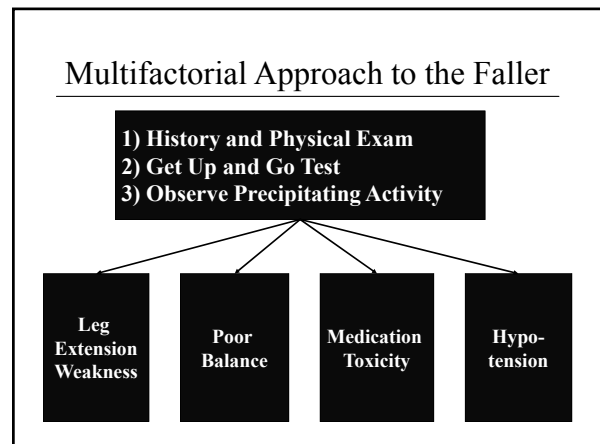 Multifactorial Approach to the Faller
1) History and Physical Exam
2) Get Up and Go Test
3) Observe Precipitating Activity
Leg
Extension
Weakness
Poor
Balance
Medication
Toxicity
Hypo-
tension